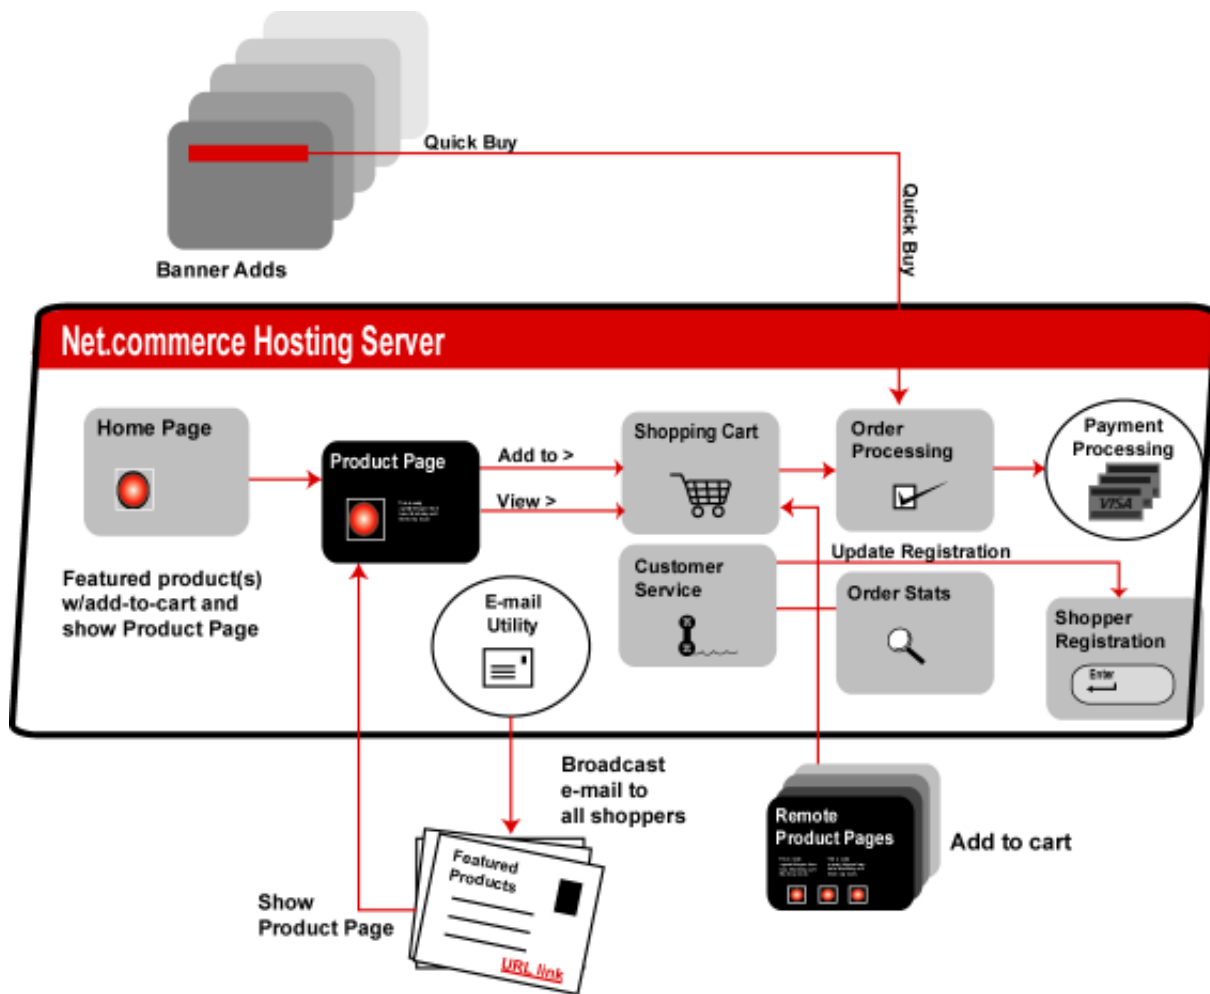 Quick Buy
Quick Buy
Banner Adds
Net.commerce Hosting Server
Home Page
Product Page
Add to >
View >
Shopping Cart
Order
Processing
Payment
Processing
VISA
Featured product(s)
w/add-to-cart and
show Product Page
E-mail
Utility
Customer
Service
Update Registration
Order Stats
Shopper
Registration
Enter
Broadcast
e-mail to
all shoppers
Featured
Products
URL link
Show
Product Page
Remote
Product Pages
Add to cart